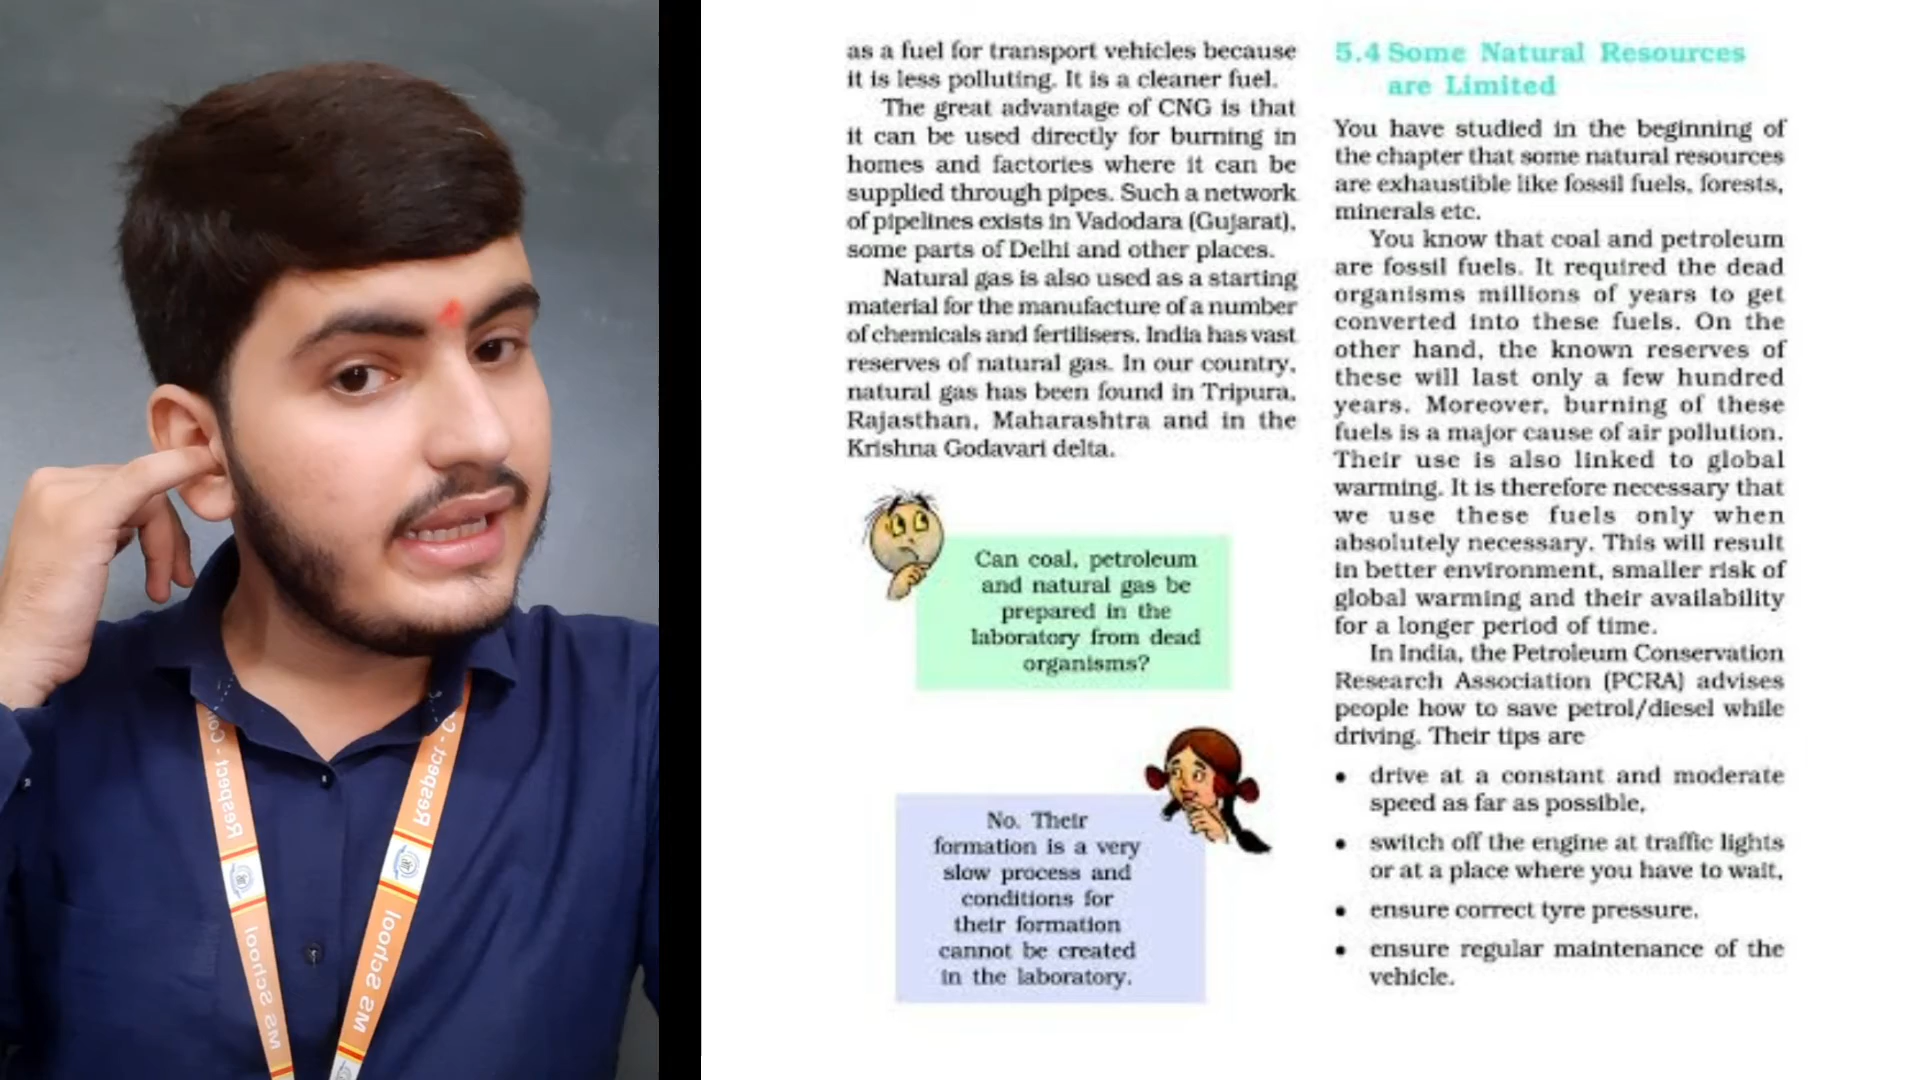 as a fuel for transport vehicles because
it is less polluting. It is a cleaner fuel.
The great advantage of CNG is that
it can be used directly for burning in
homes and factories where it can be
supplied through pipes. Such a network
of pipelines exists in Vadodara (Gujarat),
some parts of Delhi and other places.
Natural gas is also used as a starting
material for the manufacture of a number
of chemicals and fertilisers. India has vast
reserves of natural gas. In our country,
natural gas has been found in Tripura,
Rajasthan, Maharashtra and in the
Krishna Godavari delta.
Can coal, petroleum
and natural gas be
prepared in the
laboratory from dead
organisms?
No. Their
formation is a very
slow process and
conditions for
their formation
cannot be created
in the laboratory.
5.4 Some Natural Resources
are Limited
You have studied in the beginning of
the chapter that some natural resources
are exhaustible like fossil fuels, forests,
minerals etc.
You know that coal and petroleum
are fossil fuels. It required the dead
organisms millions of years to get
converted into these fuels. On the
other hand, the known reserves of
these will last only a few hundred
years. Moreover, burning of these
fuels is a major cause of air pollution.
Their use is also linked to global
warming. It is therefore necessary that
we use these fuels only when
absolutely necessary. This will result
in better environment, smaller risk of
global warming and their availability
for a longer period of time.
In India, the Petroleum Conservation
Research Association (PCRA) advises
people how to save petrol/diesel while
driving. Their tips are
• drive at a constant and moderate
speed as far as possible,
• switch off the engine at traffic lights
or at a place where you have to wait,
• ensure correct tyre pressure.
• ensure regular maintenance of the
vehicle.
Respect - Co
MS School
Respect - C
MS School